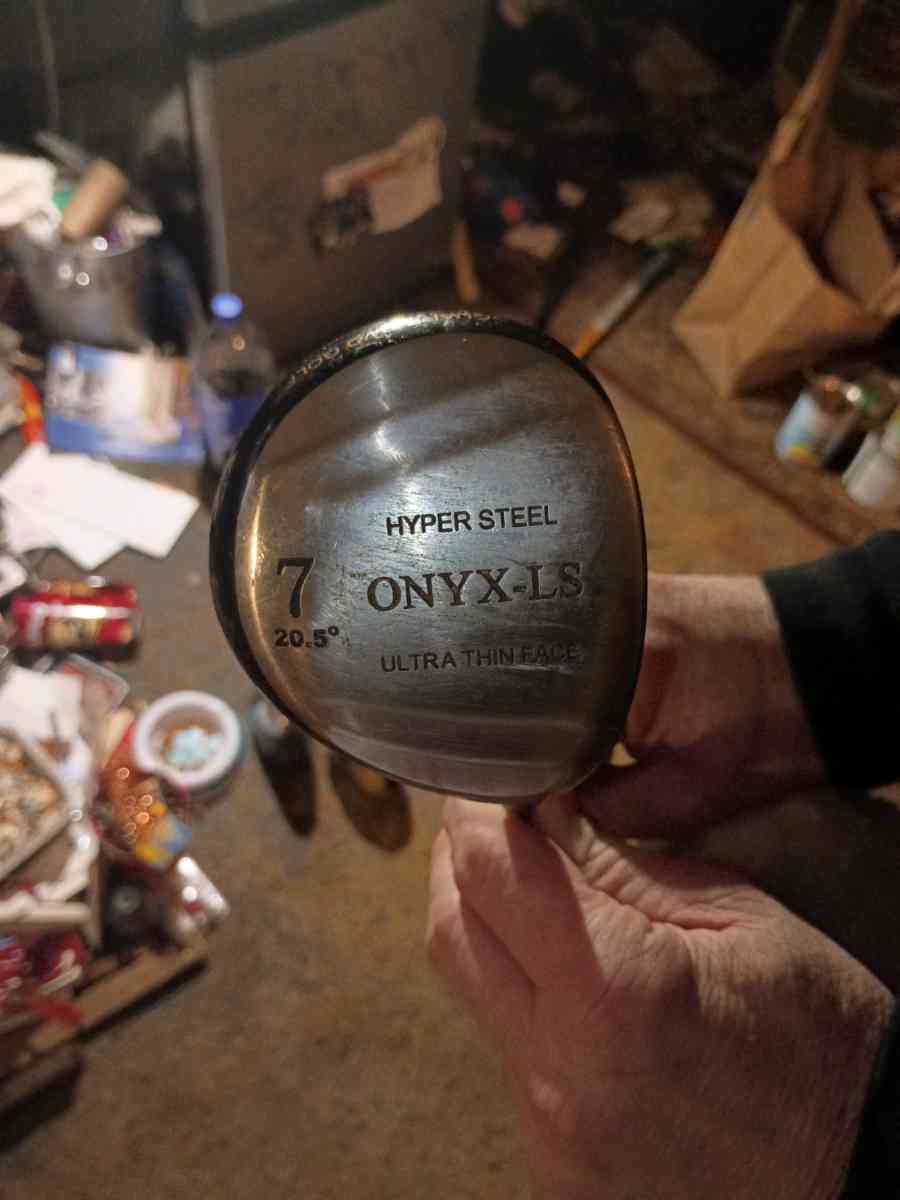 HYPER STEEL
7 ONYX-LS
20.5°
ULTRA THIN FACE